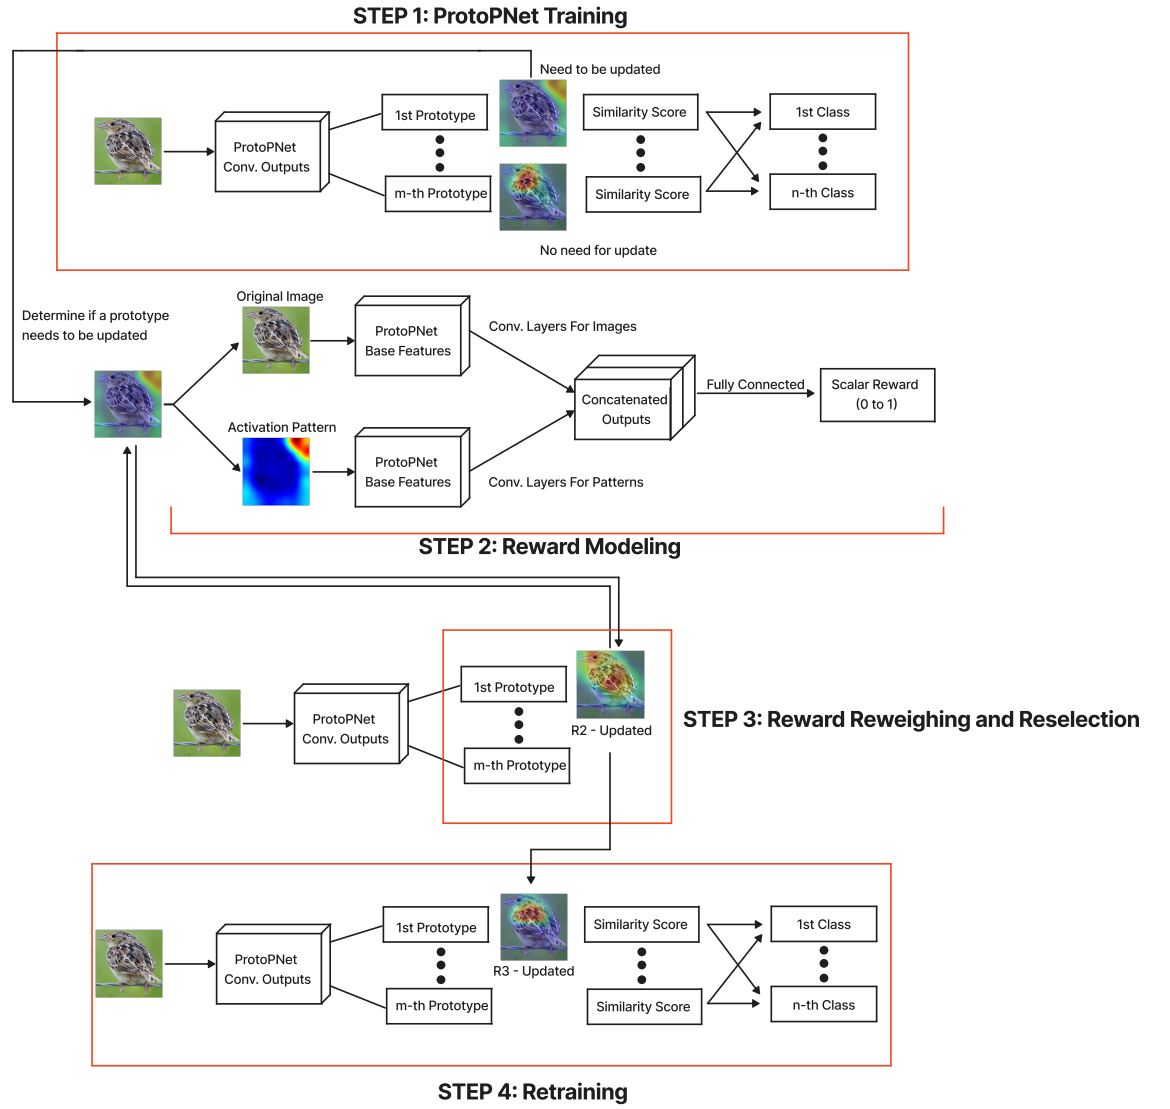 STEP 1: ProtoPNet Training
Need to be updated
ProtoPNet
Conv. Outputs
1st Prototype
m-th Prototype
No need for update
Similarity Score
Similarity Score
1st Class
n-th Class
Determine if a prototype
needs to be updated
Original Image
ProtoPNet
Base Features
Conv. Layers For Images
Activation Pattern
ProtoPNet
Base Features
Conv. Layers For Patterns
Concatenated
Outputs
Fully Connected
Scalar Reward
(0 to 1)
STEP 2: Reward Modeling
ProtoPNet
Conv. Outputs
1st Prototype
m-th Prototype
R2 - Updated
STEP 3: Reward Reweighing and Reselection
ProtoPNet
Conv. Outputs
1st Prototype
m-th Prototype
R3 - Updated
Similarity Score
Similarity Score
1st Class
n-th Class
STEP 4: Retraining